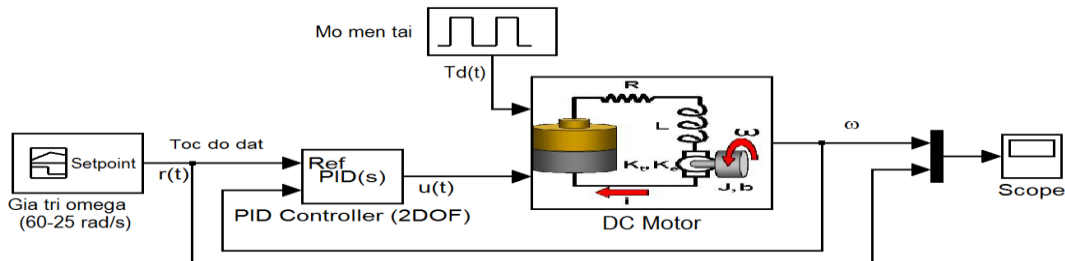 Mo men tai
Td(t)
R
L
Kt, Ke
ω
J, b
i
DC Motor
ω
Scope
Toc do dat
Setpoint
r(t)
Gia tri omega
(60-25 rad/s)
Ref
PID(s)
u(t)
PID Controller (2DOF)